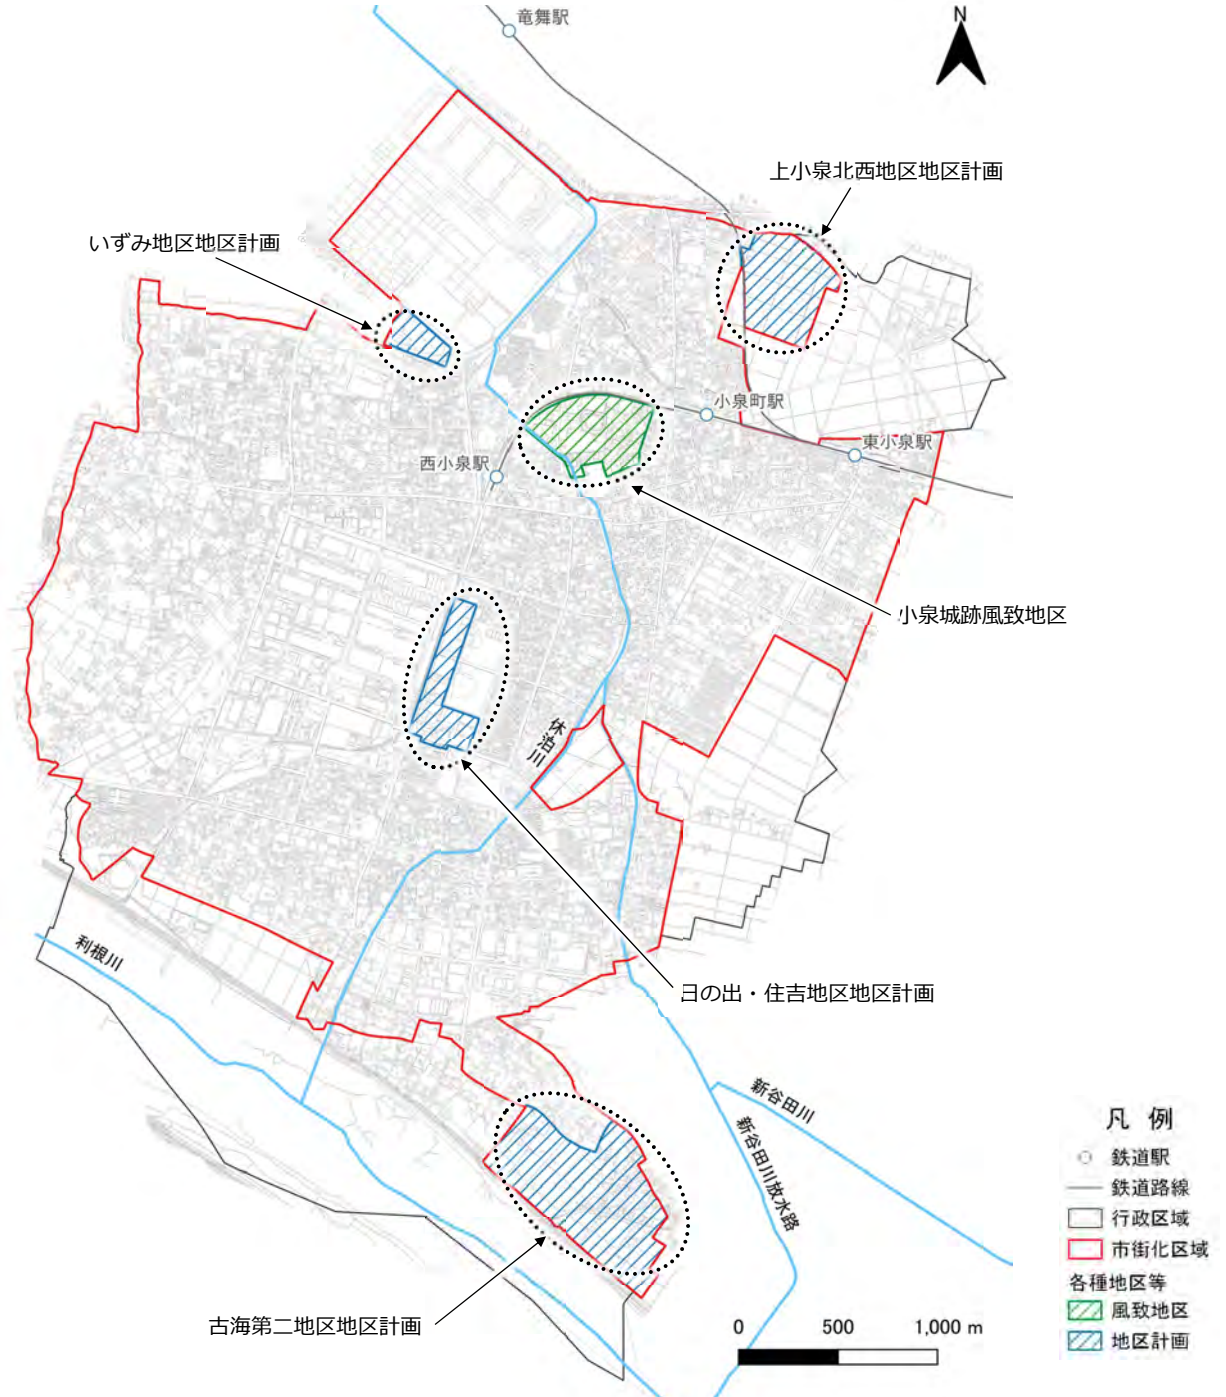 竜舞駅
N
上小泉北西地区地区計画
いずみ地区地区計画
小泉町駅
東小泉駅
西小泉駅
小泉城跡風致地区
休泊川
利根川
日の出・住吉地区地区計画
新谷田川
新谷田川放水路
古海第二地区地区計画
0 500 1,000 m
凡 例
鉄道駅
鉄道路線
行政区域
市街化区域
各種地区等
風致地区
地区計画